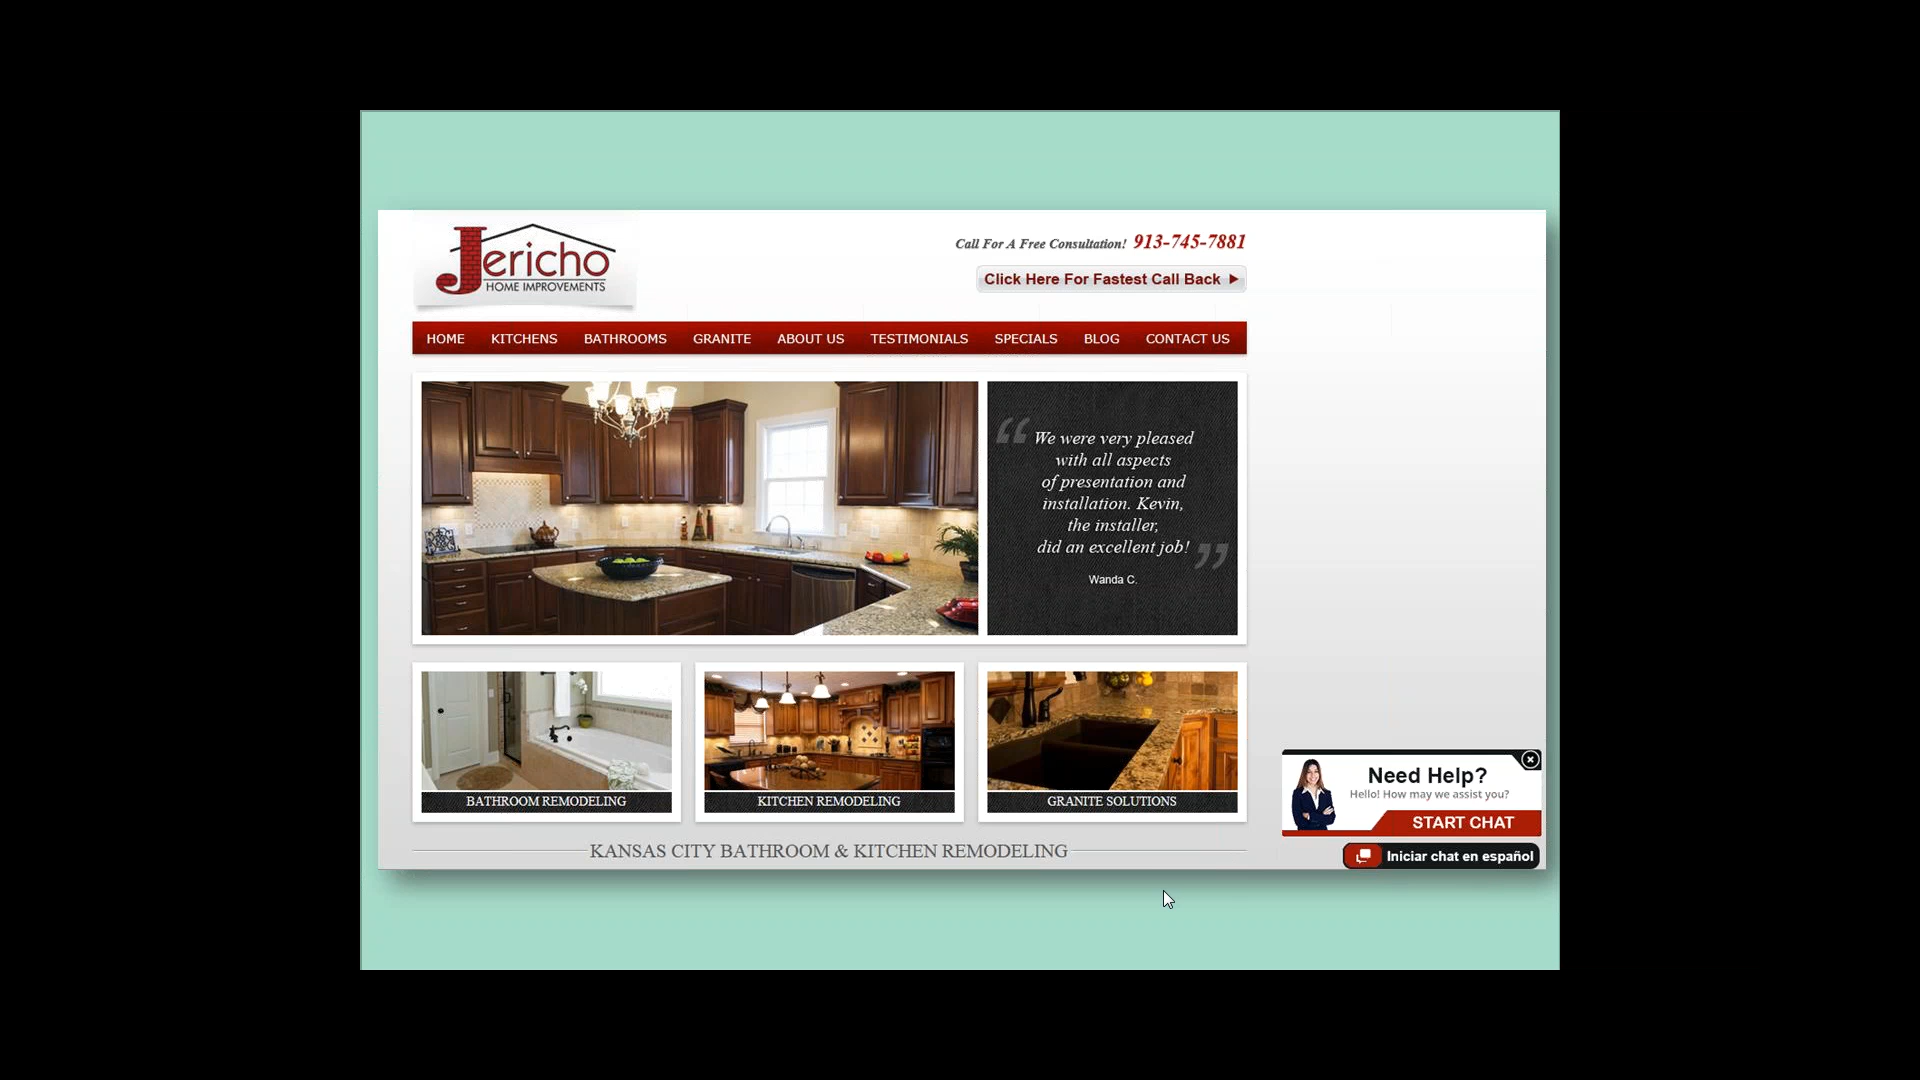 Jericho
HOME IMPROVEMENTS
Call For A Free Consultation! 913-745-7881
Click Here For Fastest Call Back
HOME KITCHENS BATHROOMS GRANITE ABOUT US TESTIMONIALS SPECIALS BLOG CONTACT US
“ We were very pleased
with all aspects
of presentation and
installation. Kevin,
the installer,
did an excellent job! ”
Wanda C.
BATHROOM REMODELING
KITCHEN REMODELING
GRANITE SOLUTIONS
KANSAS CITY BATHROOM & KITCHEN REMODELING
Need Help?
Hello! How may we assist you?
START CHAT
Iniciar chat en español